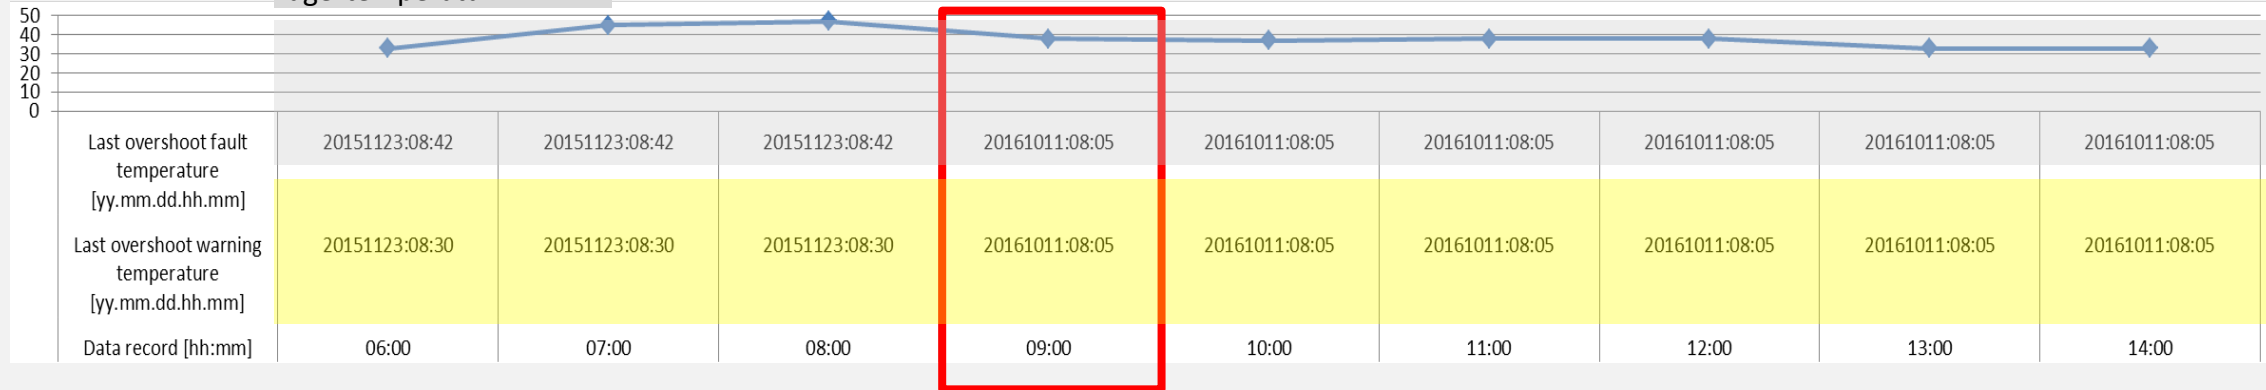 50
40
30
20
10
0
Last overshoot fault temperature [yy.mm.dd.hh.mm] 20151123:08:42 20151123:08:42 20151123:08:42 20161011:08:05 20161011:08:05 20161011:08:05 20161011:08:05 20161011:08:05 20161011:08:05
Last overshoot warning temperature [yy.mm.dd.hh.mm] 20151123:08:30 20151123:08:30 20151123:08:30 20161011:08:05 20161011:08:05 20161011:08:05 20161011:08:05 20161011:08:05 20161011:08:05
Data record [hh:mm] 06:00 07:00 08:00 09:00 10:00 11:00 12:00 13:00 14:00